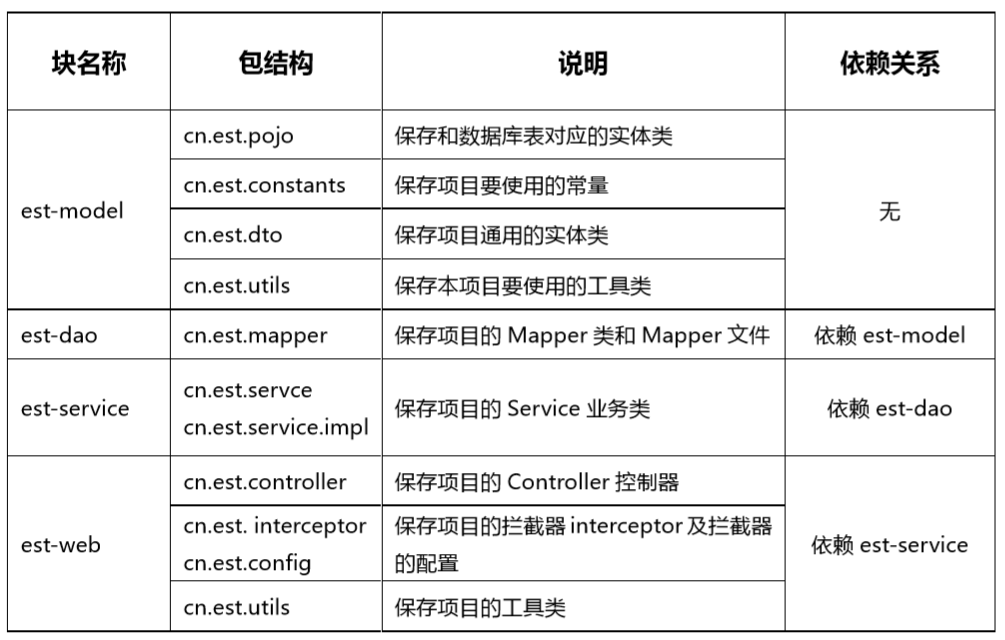 块名称 包结构 说明 依赖关系
est-model
cn.est.pojo 保存和数据库表对应的实体类
cn.est.constants 保存项目要使用的常量
cn.est.dto 保存项目通用的实体类
cn.est.utils 保存本项目要使用的工具类
无
est-dao cn.est.mapper 保存项目的 Mapper 类和 Mapper 文件 依赖 est-model
est-service
cn.est.servce
cn.est.service.impl
保存项目的 Service 业务类
依赖 est-dao
est-web
cn.est.controller 保存项目的 Controller 控制器
cn.est. interceptor
cn.est.config
保存项目的拦截器 interceptor 及拦截器
的配置
cn.est.utils 保存项目的工具类
依赖 est-service